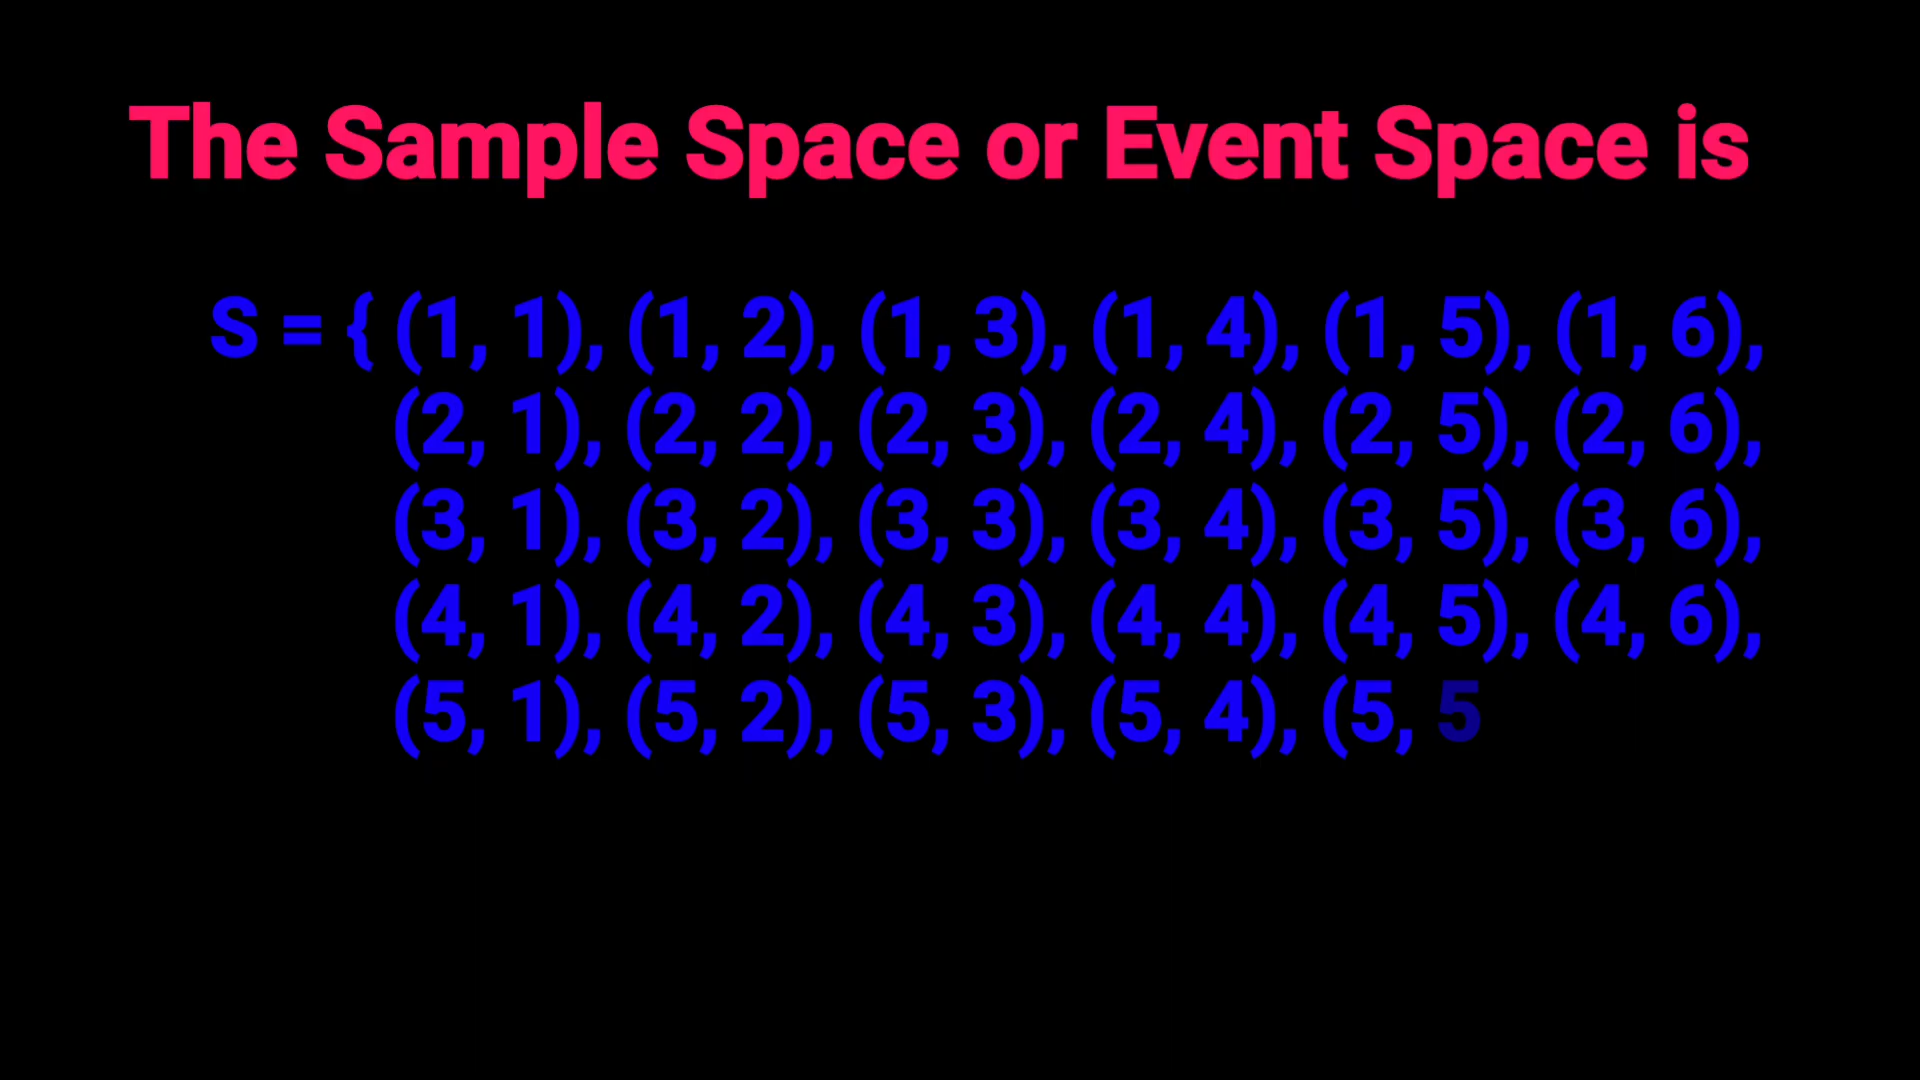 The Sample Space or Event Space is
S = { (1, 1), (1, 2), (1, 3), (1, 4), (1, 5), (1, 6),
(2, 1), (2, 2), (2, 3), (2, 4), (2, 5), (2, 6),
(3, 1), (3, 2), (3, 3), (3, 4), (3, 5), (3, 6),
(4, 1), (4, 2), (4, 3), (4, 4), (4, 5), (4, 6),
(5, 1), (5, 2), (5, 3), (5, 4), (5, 5